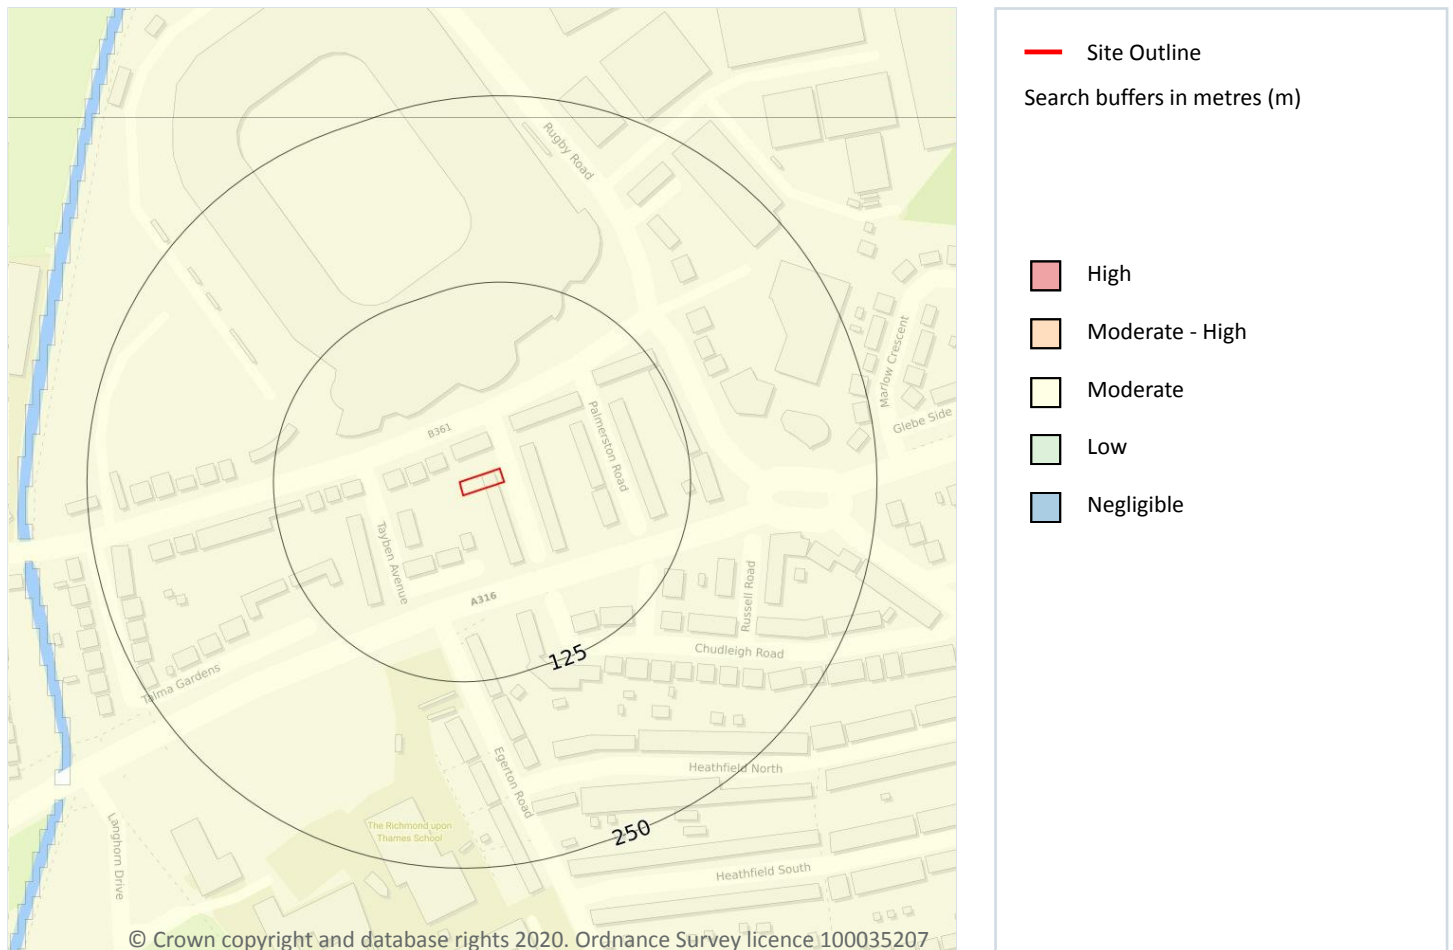 Rugby Road
Marlow Crescent
Glebe Side
B361
Palmerston Road
Tayben Avenue
A316
Russell Road
125
Chudleigh Road
Talma Gardens
Egerton Road
Heathfield North
The Richmond upon
Thames School
250
Langhorn Drive
Heathfield South
© Crown copyright and database rights 2020. Ordnance Survey licence 100035207
Site Outline
Search buffers in metres (m)
High
Moderate - High
Moderate
Low
Negligible